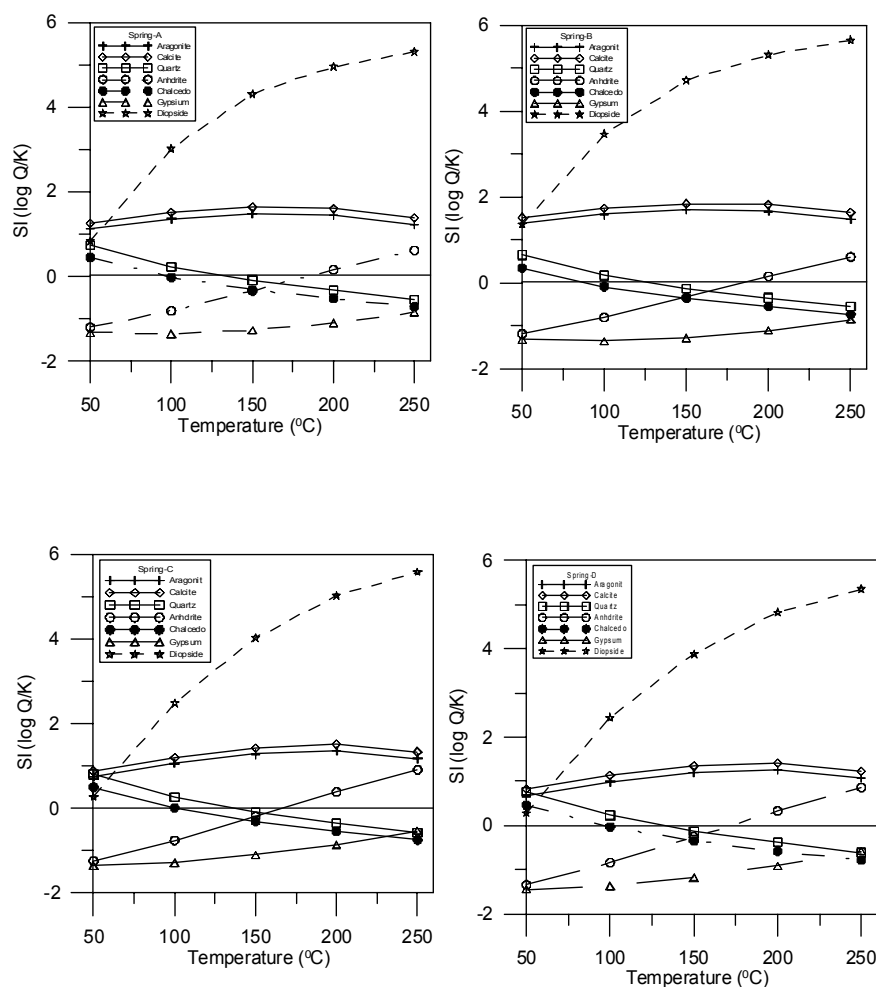 6
4
2
0
-2
SI (log Q/K)
Spring-A
Aragonite
Calcite
Quartz
Anhdrite
Chalcedo
Gypsium
Diopside
50 100 150 200 250
Temperature (⁰C)
6
4
2
0
-2
SI (log Q/K)
Spring-B
Aragonit
Calcite
Quartz
Anhdrite
Chalcedo
Gypsum
Diopside
50 100 150 200 250
Temperature (⁰C)
6
4
2
0
-2
SI (log Q/K)
Spring-C
Aragonit
Calcite
Quartz
Anhdrite
Chalcedo
Gypsum
Diopside
50 100 150 200 250
Temperature (⁰C)
6
4
2
0
-2
SI (log Q/K)
Spring-D
Aragonit
Calcite
Quartz
Anhdrite
Chalcedo
Gypsum
Diopside
50 100 150 200 250
Temperature (⁰C)